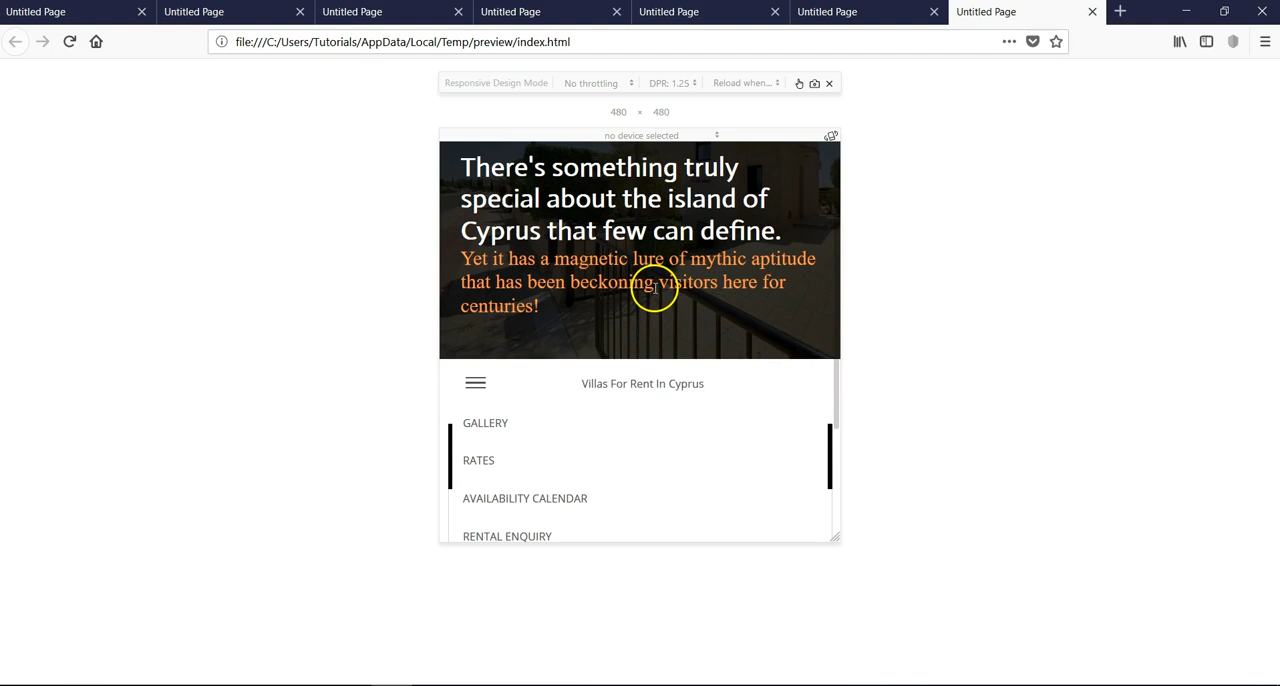 Untitled Page
Untitled Page
Untitled Page
Untitled Page
Untitled Page
Untitled Page
Untitled Page
file:///C:/Users/Tutorials/AppData/Local/Temp/preview/index.html
Responsive Design Mode No throttling DPR: 1.25 Reload when...
480 × 480
no device selected
There's something truly
special about the island of
Cyprus that few can define.
Yet it has a magnetic lure of mythic aptitude
that has been beckoning visitors here for
centuries!
Villas For Rent In Cyprus
GALLERY
RATES
AVAILABILITY CALENDAR
RENTAL ENQUIRY